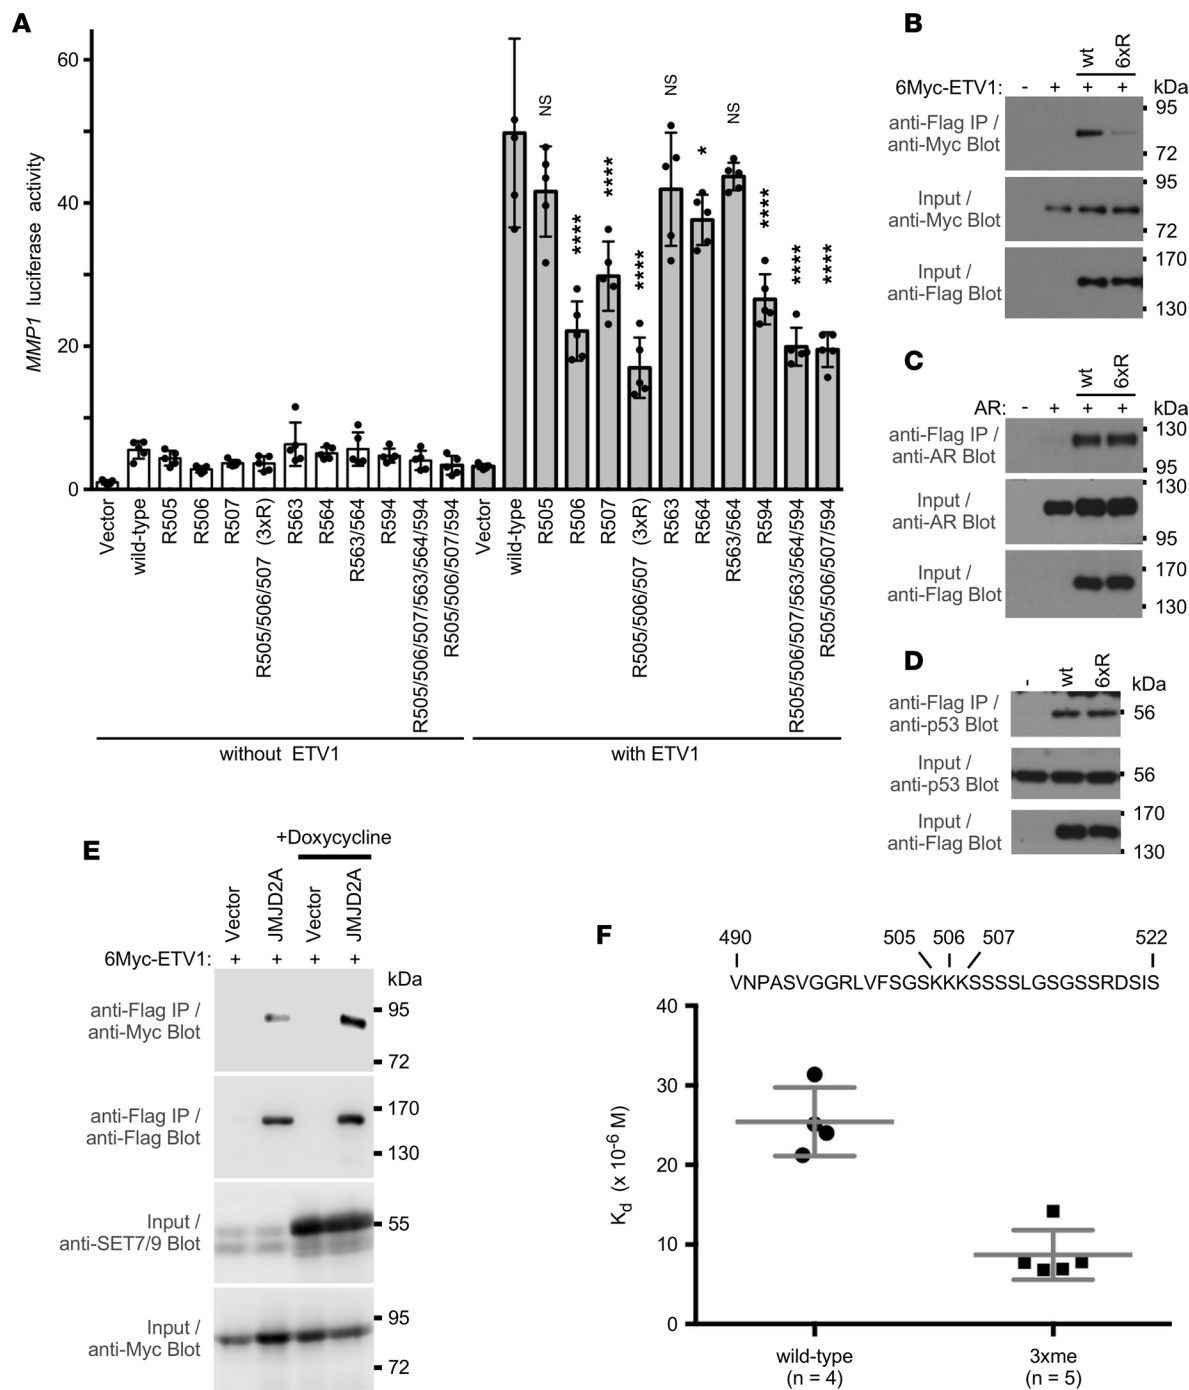 A
MMP1 luciferase activity
60
40
20
0
NS
****
****
****
NS
*
NS
****
****
****
Vector
wild-type
R505
R506
R507
R505/506/507 (3xR)
R563
R564
R563/564
R594
R505/506/507/563/564/594
R505/506/507/594
Vector
wild-type
R505
R506
R507
R505/506/507 (3xR)
R563
R564
R563/564
R594
R505/506/507/563/564/594
R505/506/507/594
without ETV1
with ETV1
B
wt
6xR
6Myc-ETV1: - + + + kDa
anti-Flag IP /
anti-Myc Blot
95
72
Input /
anti-Myc Blot
95
72
Input /
anti-Flag Blot
170
130
C
wt
6xR
AR: - + + + kDa
anti-Flag IP /
anti-AR Blot
130
95
Input /
anti-AR Blot
130
95
Input /
anti-Flag Blot
170
130
D
-
wt
6xR
kDa
anti-Flag IP /
anti-p53 Blot
56
Input /
anti-p53 Blot
56
Input /
anti-Flag Blot
170
130
E
+Doxycycline
Vector
JMJD2A
Vector
JMJD2A
6Myc-ETV1: + + + +
kDa
anti-Flag IP /
anti-Myc Blot
95
72
anti-Flag IP /
anti-Flag Blot
170
130
Input /
anti-SET7/9 Blot
55
Input /
anti-Myc Blot
95
72
F
490 505 506 507 522
VNPASVGGRLVFSGSKKKSSSSLGSGSSRDSIS
Kd (x 10-6 M)
40
30
20
10
0
wild-type
(n = 4)
3xme
(n = 5)